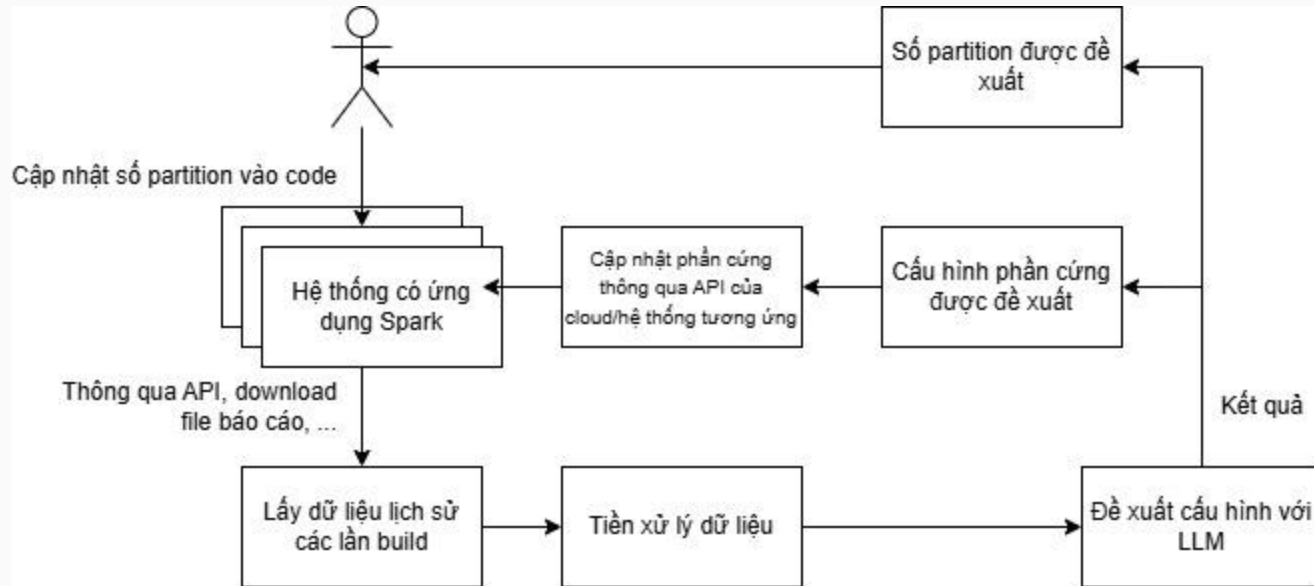 Số partition được đề
xuất
Cập nhật số partition vào code
Hệ thống có ứng
dụng Spark
Cập nhật phần cứng
thông qua API của
cloud/hệ thống tương ứng
Cấu hình phần cứng
được đề xuất
Thông qua API, download
file báo cáo, ...
Kết quả
Lấy dữ liệu lịch sử
các lần build
Tiền xử lý dữ liệu
Đề xuất cấu hình với
LLM